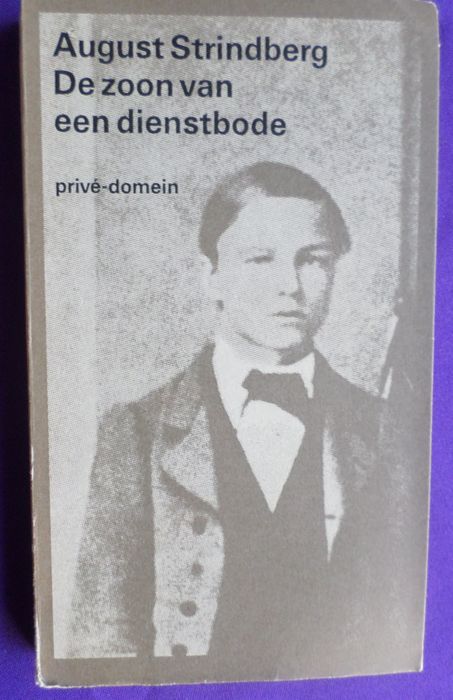 August Strindberg
De zoon van
een dienstbode
privé-domein